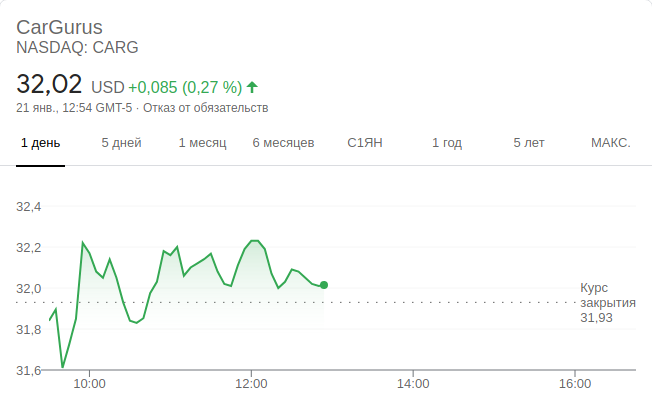 CarGurus
NASDAQ: CARG
32,02 USD +0,085 (0,27 %)
21 янв., 12:54 GMT-5 · Отказ от обязательств
1 день 5 дней 1 месяц 6 месяцев С1ЯН 1 год 5 лет МАКС.
32,4
32,2
32,0
31,8
31,6
Курс
закрытия
31,93
10:00 12:00 14:00 16:00